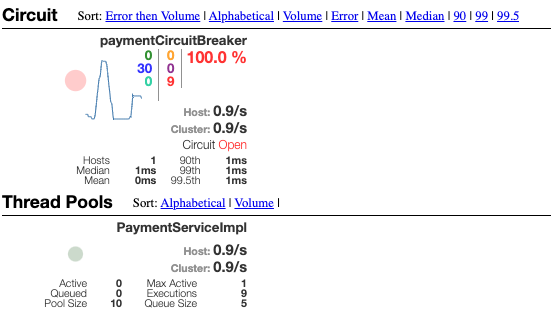 Circuit Sort: Error then Volume | Alphabetical | Volume | Error | Mean | Median | 90 | 99 | 99.5
paymentCircuitBreaker
0 0 100.0 %
30 0
0 9
Host: 0.9/s
Cluster: 0.9/s
Circuit Open
Hosts 1 90th 1ms
Median 1ms 99th 1ms
Mean 0ms 99.5th 1ms
Thread Pools Sort: Alphabetical | Volume |
PaymentServiceImpl
Host: 0.9/s
Cluster: 0.9/s
Active 0 Max Active 1
Queued 0 Executions 9
Pool Size 10 Queue Size 5